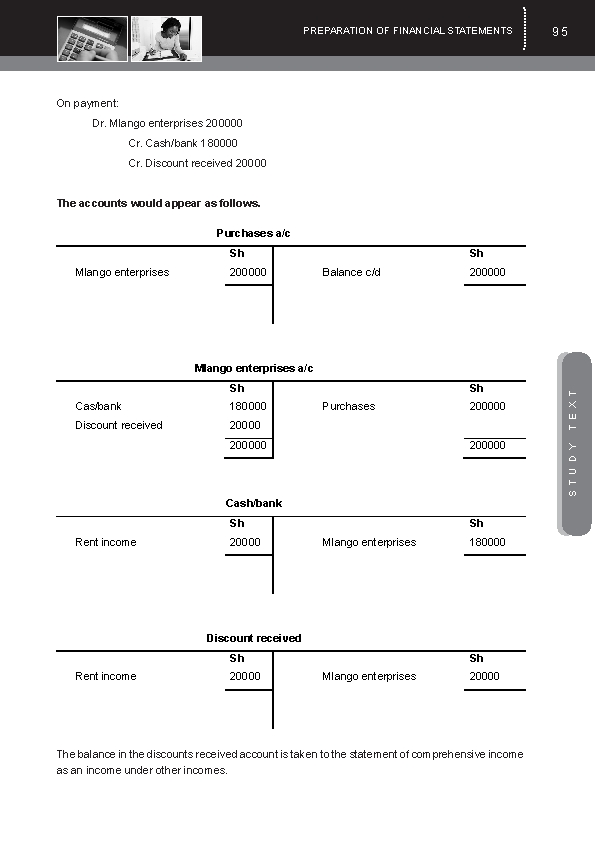 PREPARATION OF FINANCIAL STATEMENTS 95
On payment:
Dr. Mlango enterprises 200000
Cr. Cash/bank 180000
Cr. Discount received 20000
The accounts would appear as follows.
Purchases a/c
Sh Sh
Mlango enterprises 200000 Balance c/d 200000
Mlango enterprises a/c
Sh Sh
Cas/bank 180000 Purchases 200000
Discount received 20000
200000 200000
Cash/bank
Sh Sh
Rent income 20000 Mlango enterprises 180000
Discount received
Sh Sh
Rent income 20000 Mlango enterprises 20000
The balance in the discounts received account is taken to the statement of comprehensive income
as an income under other incomes.
STUDY TEXT